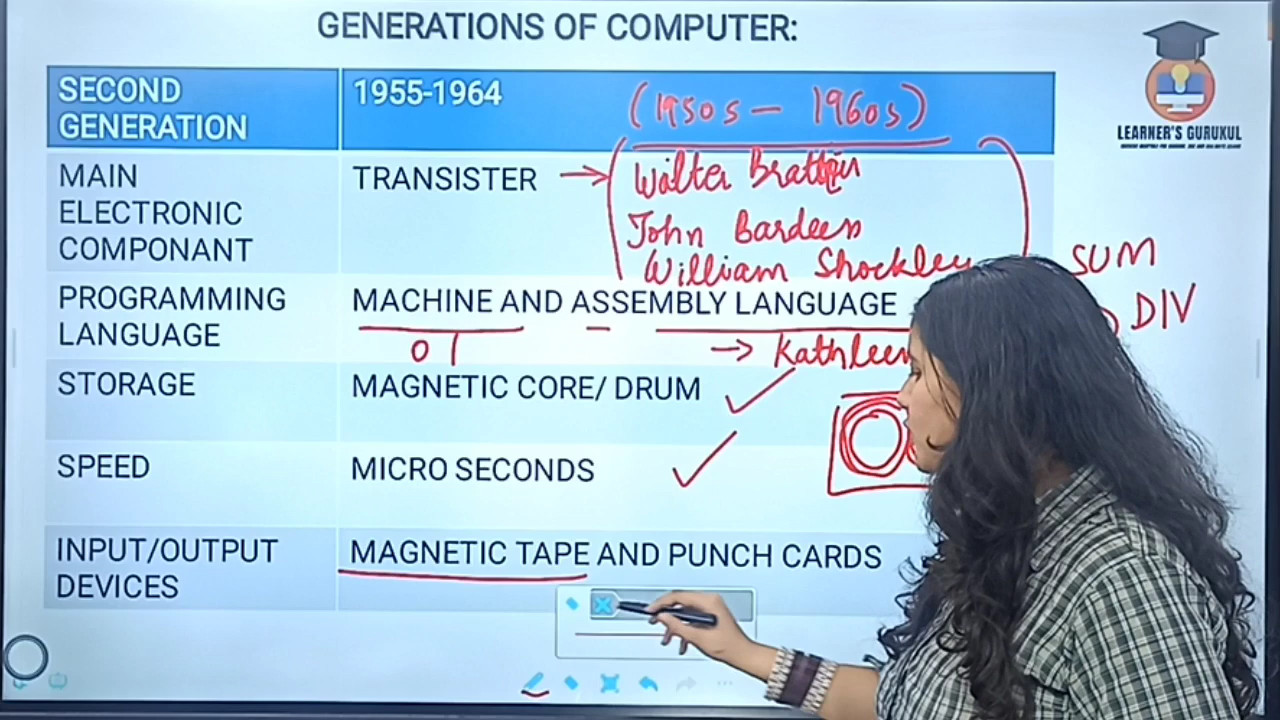 GENERATIONS OF COMPUTER:
LEARNER'S GURUKUL
SECOND GENERATION
1955-1964
(1950s - 1960s)
MAIN ELECTRONIC COMPONANT
TRANSISTER →
Walter
John Bardeen
William Shockley
SUM
DIV
PROGRAMMING LANGUAGE
MACHINE AND ASSEMBLY LANGUAGE
01
→ Kathleen
STORAGE
MAGNETIC CORE/ DRUM
SPEED
MICRO SECONDS
INPUT/OUTPUT DEVICES
MAGNETIC TAPE AND PUNCH CARDS